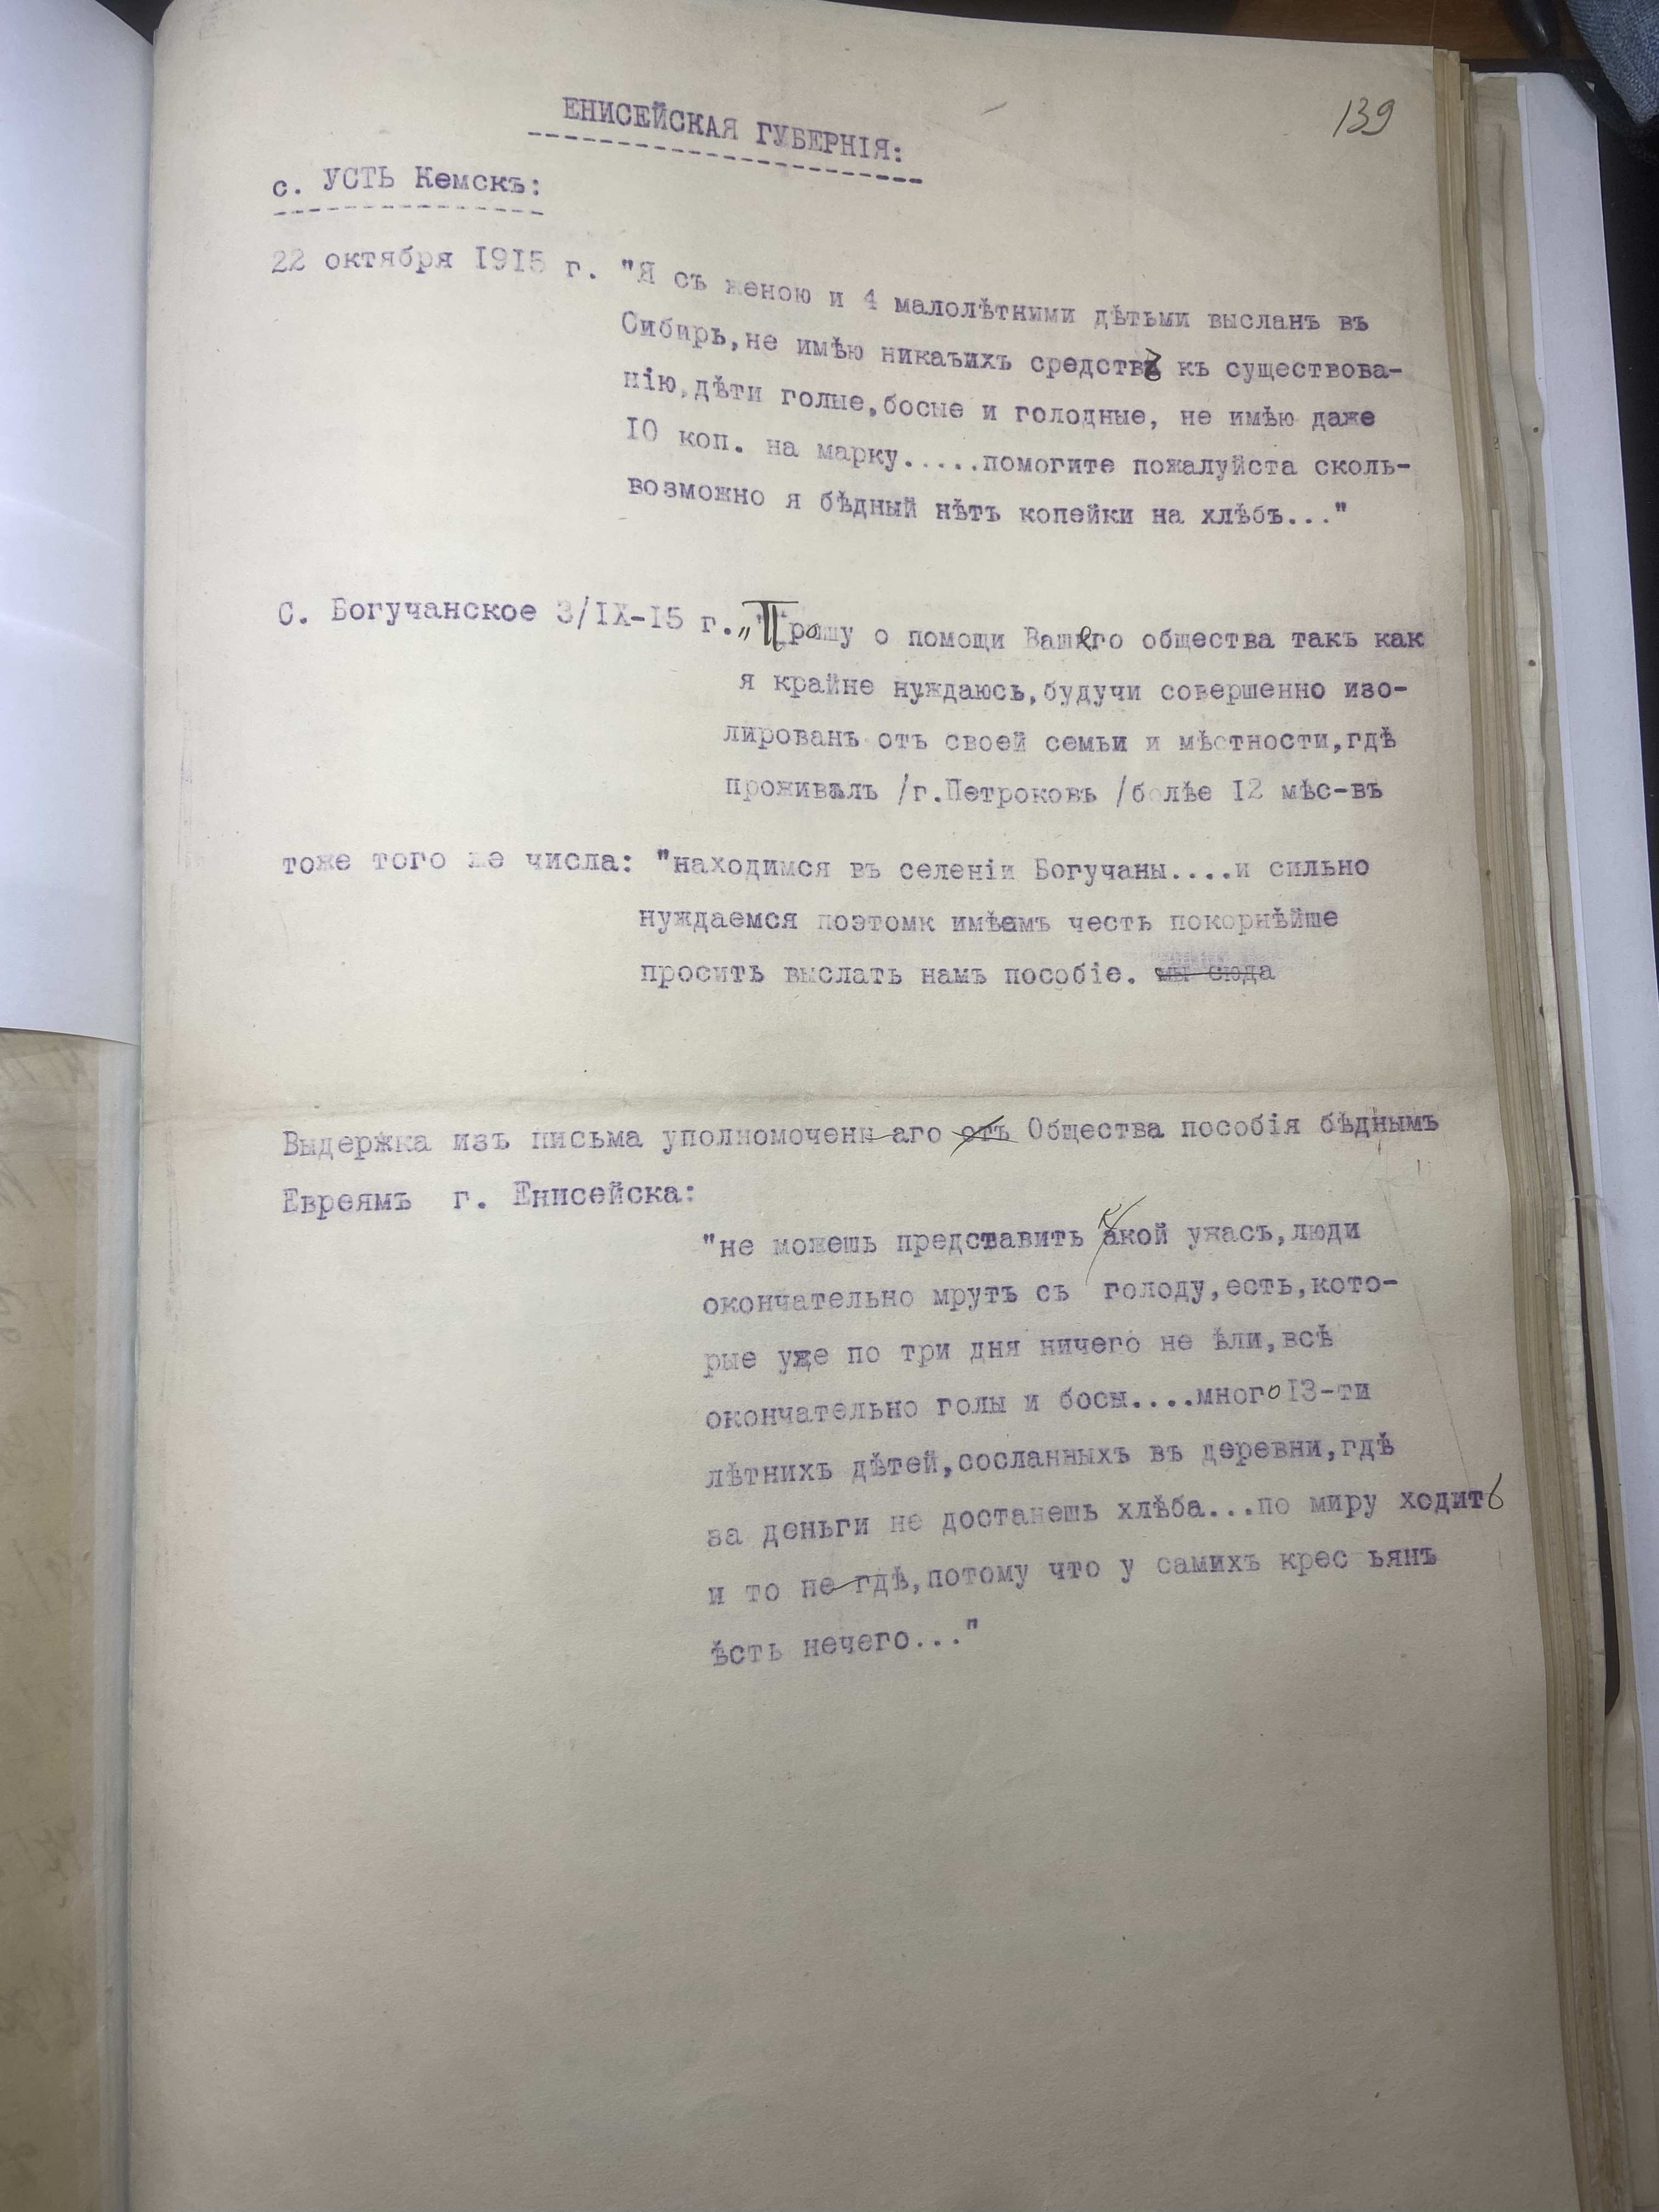 139
ЕНИСЕЙСКАЯ ГУБЕРНІЯ:
с. УСТЬ Кемскъ:
22 октября 1915 г. "Я съ женою и 4 малолѣтними дѣтьми высланъ въ
Сибирь,не имѣю никаъихъ средствъ къ существова-
нію,дѣти голые,босые и голодные, не имѣю даже
10 коп. на марку.....помогите пожалуйста сколь-
возможно я бѣдный нѣтъ копейки на хлѣбъ..."
С. Богучанское 3/IX-15 г. „Прошу о помощи Вашего общества такъ как
я крайне нуждаюсь,будучи совершенно изо-
лированъ отъ своей семьи и мѣстности,гдѣ
проживалъ /г.Петроковъ /болѣе 12 мѣс-въ
тоже того же числа: "находимся въ селеніи Богучаны....и сильно
нуждаемся поэтомк имѣемъ честь покорнѣйше
просить выслать намъ пособіе. мы сюда
Выдержка изъ письма уполномоченн аго отъ Общества пособія бѣднымъ
Евреямъ г. Енисейска:
"не можешь представить какой ужасъ,люди
окончательно мрутъ съ голоду,есть,кото-
рые уже по три дня ничего не ѣли,всѣ
окончательно голы и босы....много 13-ти
лѣтнихъ дѣтей,сосланныхъ въ деревни,гдѣ
за деньги не достанешь хлѣба...по миру ходить
и то не гдѣ,потому что у самихъ крес ьянъ
ѣсть нечего..."